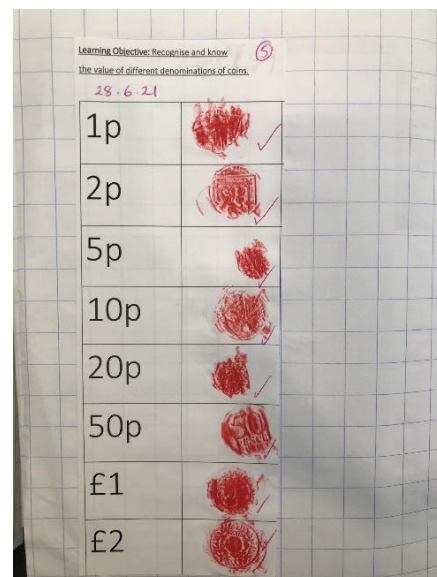 Learning Objective: Recognise and know
the value of different denominations of coins.
S
28.6.21
1p
2p
5p
10p
20p
50p
50
£1
£2